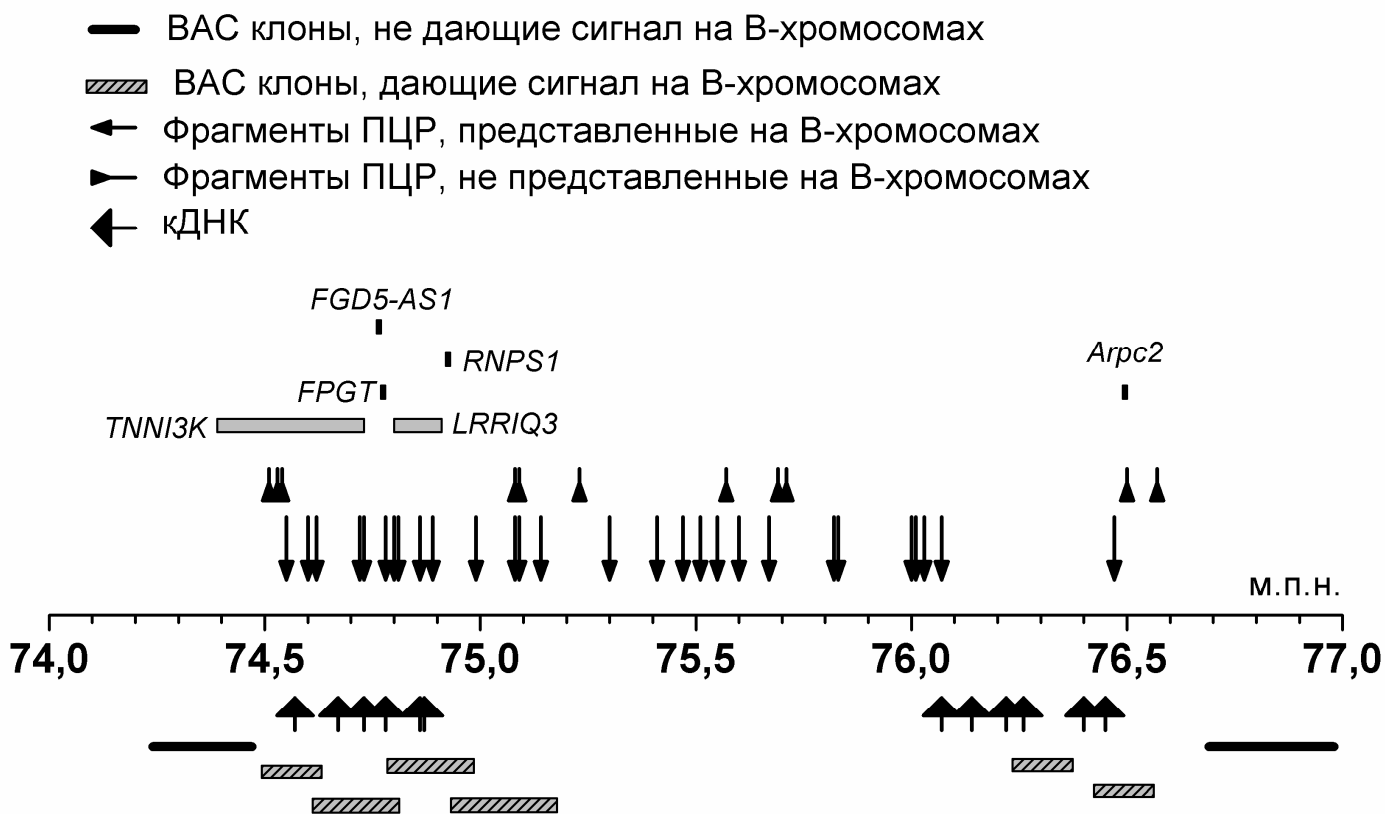 ВАС клоны, не дающие сигнал на В-хромосомах
ВАС клоны, дающие сигнал на В-хромосомах
Фрагменты ПЦР, представленные на В-хромосомах
Фрагменты ПЦР, не представленные на В-хромосомах
кДНК
FGD5-AS1
RNPS1
Arpc2
FPGT
TNNI3K
LRRIQ3
м.п.н.
74,0 74,5 75,0 75,5 76,0 76,5 77,0